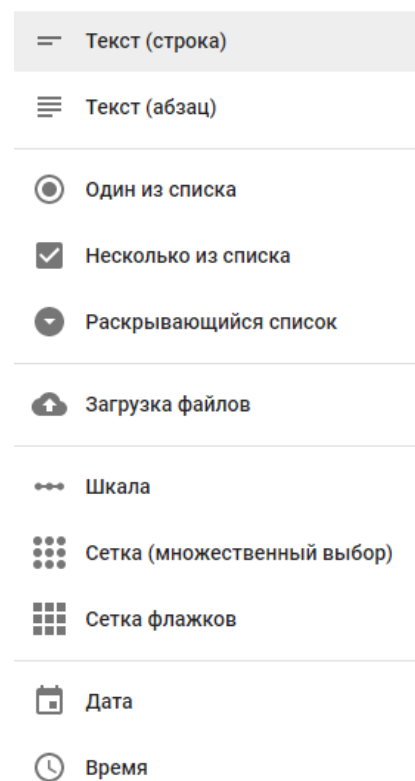 Текст (строка)
Текст (абзац)
Один из списка
Несколько из списка
Раскрывающийся список
Загрузка файлов
Шкала
Сетка (множественный выбор)
Сетка флажков
Дата
Время